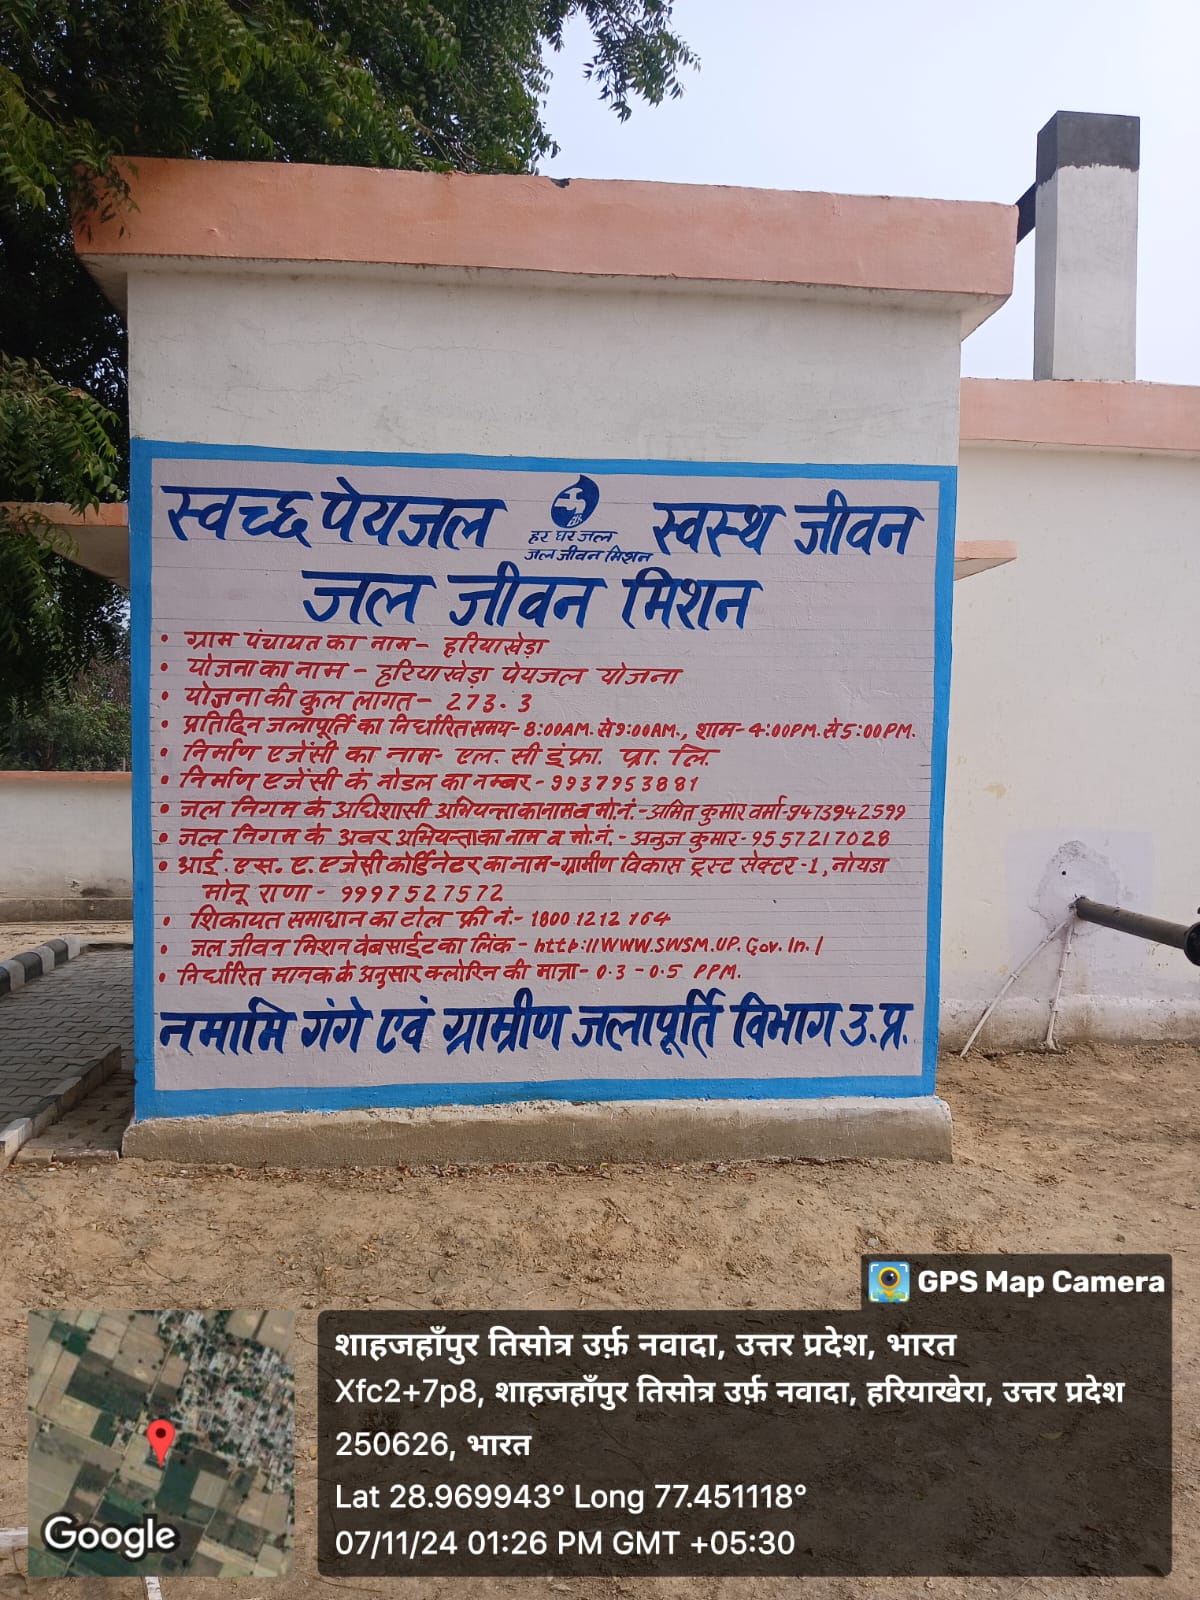 स्वच्छ पेयजल
हर घर जल
जल जीवन मिशन
स्वस्थ जीवन
जल जीवन मिशन
• ग्राम पंचायत का नाम - हरियाखेड़ा
• योजना का नाम - हरियाखेड़ा पेयजल योजना
• योजना की कुल लागत - 273.3
• प्रतिदिन जलापूर्ति का निर्धारित समय - 8:00AM. से 9:00AM., शाम - 4:00PM. से 5:00PM.
• निर्माण एजेंसी का नाम - एल. सी इंफ्रा. प्रा. लि.
• निर्माण एजेंसी के नोडल का नम्बर - 9937953881
• जल निगम के अधिशासी अभियन्ता का नाम व मो.नं. - अमित कुमार वर्मा - 9473942599
• जल निगम के अवर अभियन्ता का नाम व मो.नं. - अनुज कुमार - 9557217028
• आई.एस.ए. एजेंसी कोर्डिनेटर का नाम - ग्रामीण विकास ट्रस्ट सेक्टर - 1, नोयडा
मोनू राणा - 9997527572
• शिकायत समाधान का टोल फ्री नं. - 1800 1212 164
• जल जीवन मिशन वेबसाईट का लिंक - http://WWW.SWSM.UP.Gov.In./
• निर्धारित मानक के अनुसार क्लोरिन की मात्रा - 0.3 - 0.5 PPM.
नमामि गंगे एवं ग्रामीण जलापूर्ति विभाग उ.प्र.
GPS Map Camera
शाहजहाँपुर तिसोत्र उर्फ़ नवादा, उत्तर प्रदेश, भारत
Xfc2+7p8, शाहजहाँपुर तिसोत्र उर्फ़ नवादा, हरियाखेरा, उत्तर प्रदेश
250626, भारत
Lat 28.969943° Long 77.451118°
07/11/24 01:26 PM GMT +05:30
Google